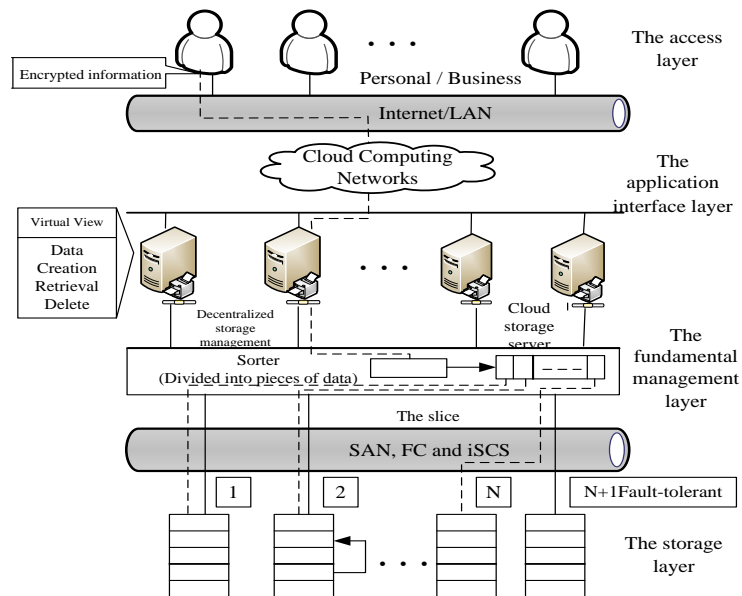 The access
layer
Encrypted information
Personal / Business
Internet/LAN
Cloud Computing
Networks
The
application
interface layer
Virtual View
Data
Creation
Retrieval
Delete
Decentralized
storage
management
Cloud
storage
server
Sorter
(Divided into pieces of data)
The
fundamental
management
layer
The slice
SAN, FC and iSCS
1
2
N
N+1Fault-tolerant
The storage
layer